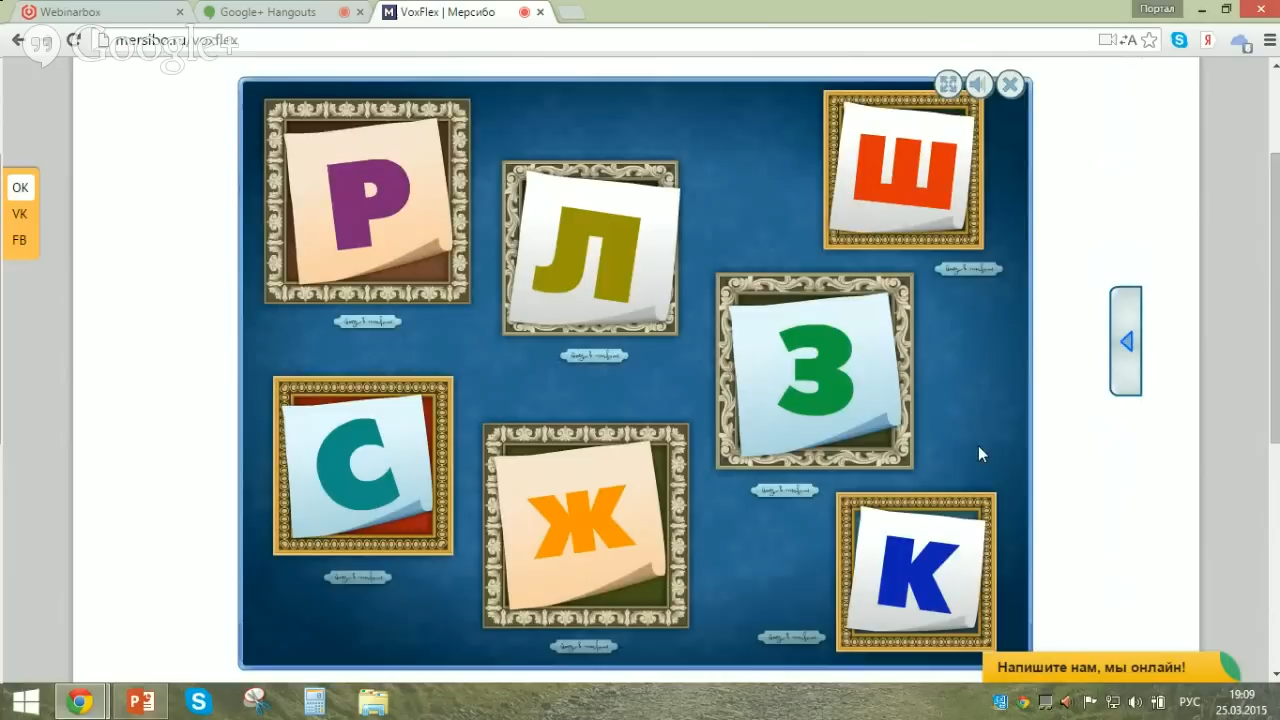 Webinarbox
Google+ Hangouts
VoxFlex | Мерсибо
Портал
mersibo.ru/voxflex
Google+
OK
VK
FB
Р
Л
Ш
З
С
Ж
К
Напишите нам, мы онлайн!
РУС
19:09
25.03.2015